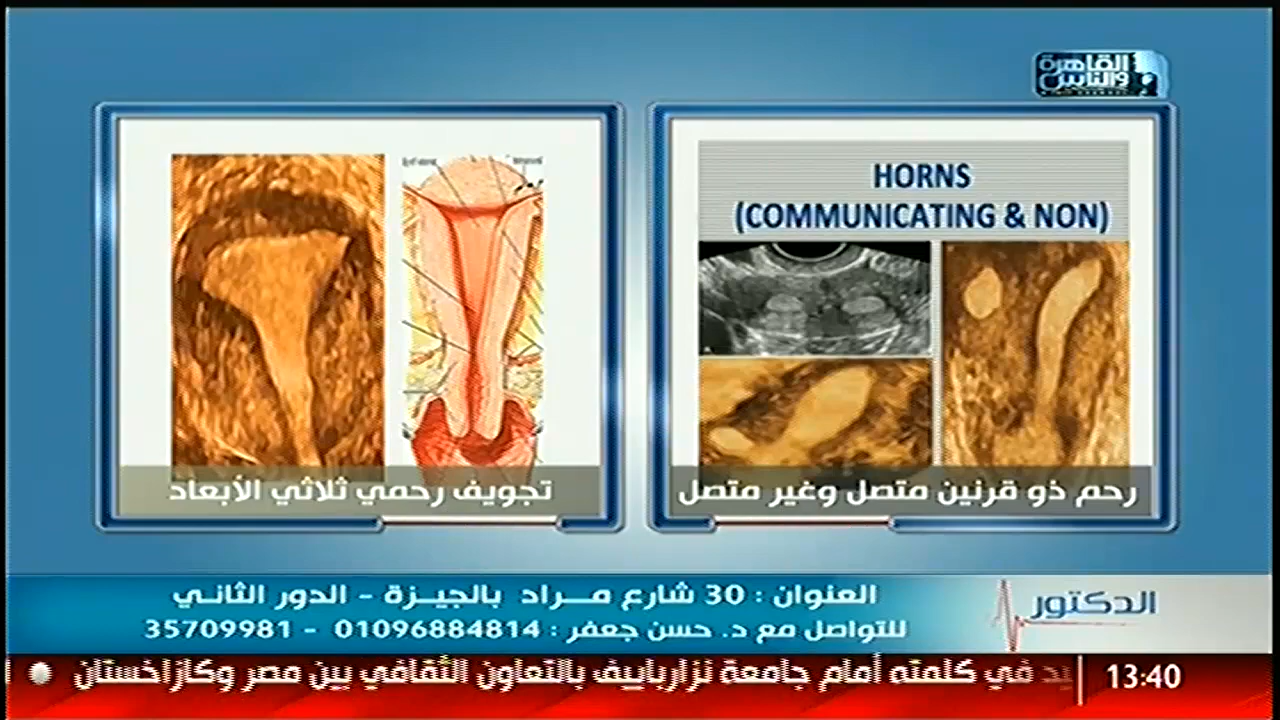 القاهرة
والناس
HORNS
(COMMUNICATING & NON)
رحم ذو قرنين متصل وغير متصل
تجويف رحمي ثلاثي الأبعاد
الدكتور
العنوان : 30 شارع مـــراد بالجيـزة - الدور الثاني
للتواصل مع د. حسن جعفر : 01096884814 - 35709981
13:40
في كلمته أمام جامعة نزارباييف بالتعاون الثقافي بين مصر وكازاخستان